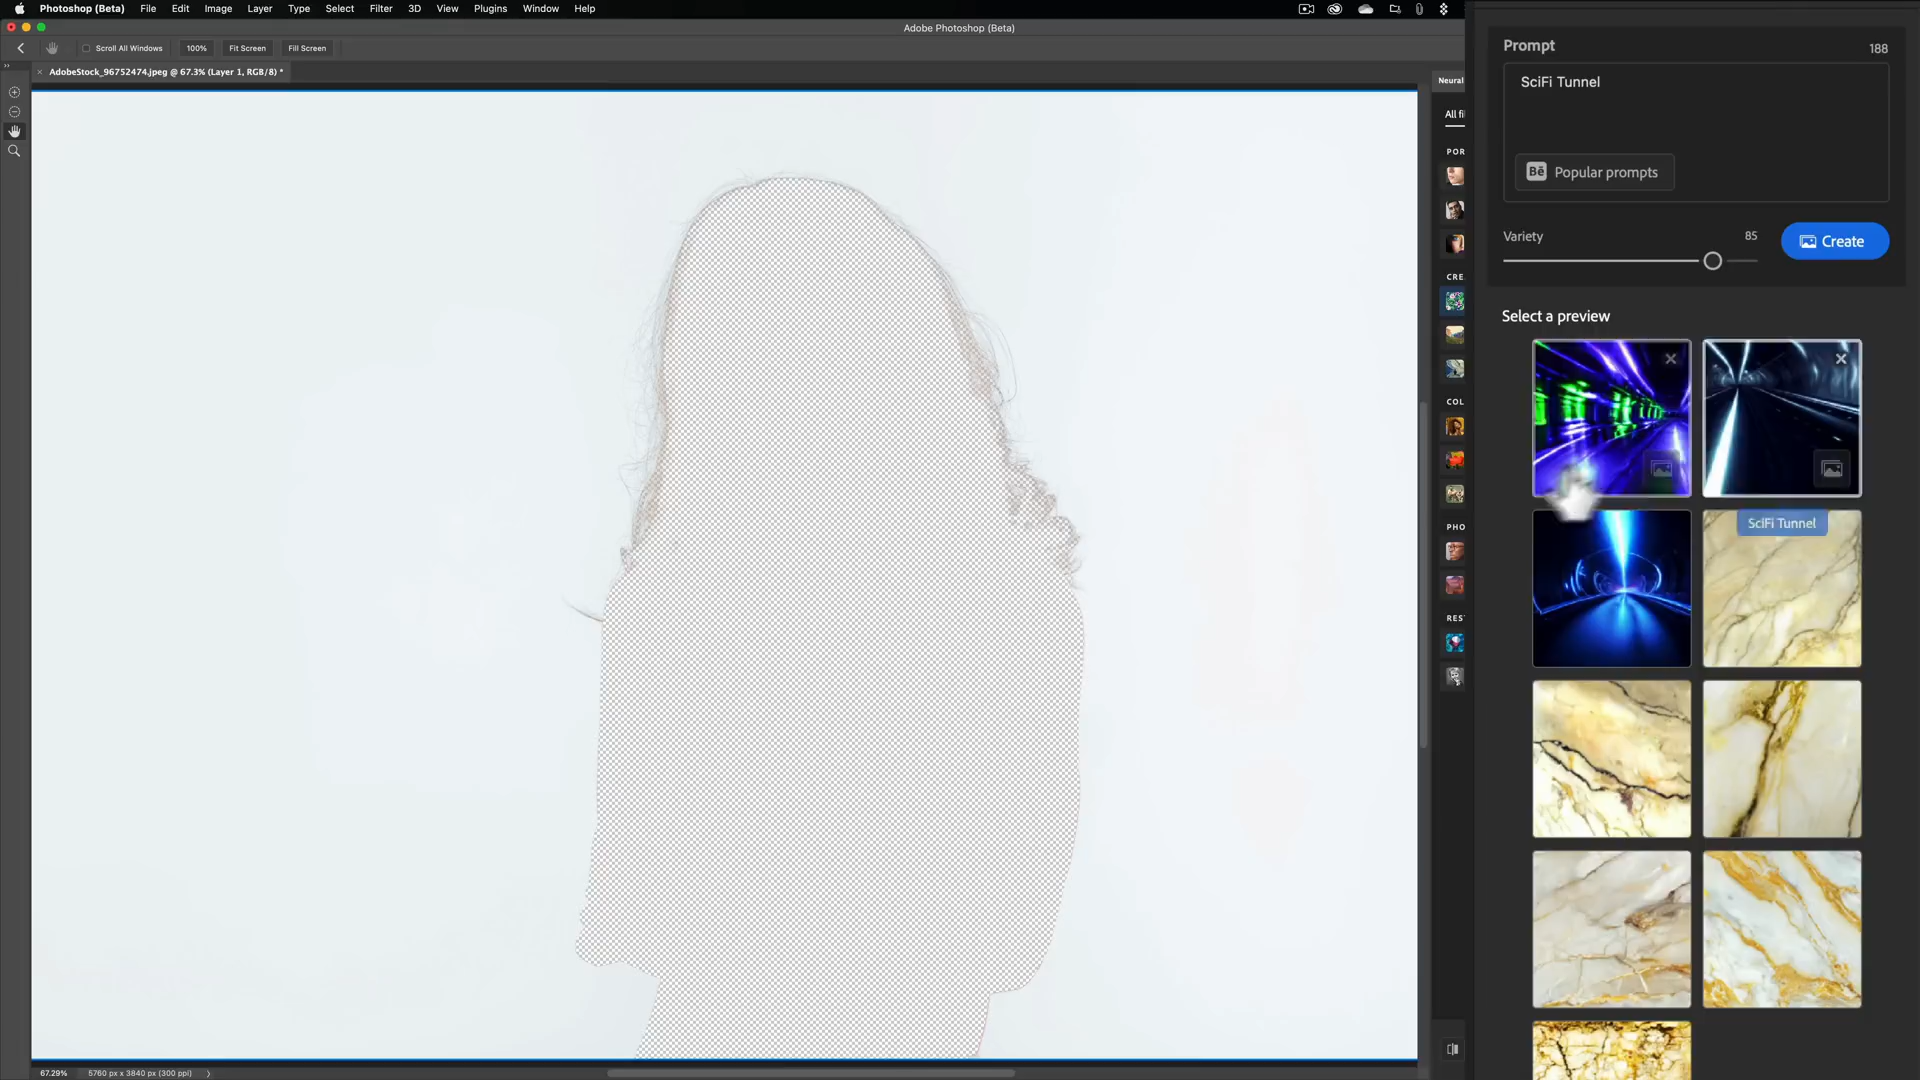 Photoshop (Beta) File Edit Image Layer Type Select Filter 3D View Plugins Window Help
Adobe Photoshop (Beta)
Scroll All Windows 100% Fit Screen Fill Screen
AdobeStock_96752474.jpeg @ 67.3% (Layer 1, RGB/8) *
Neural
All fi
POR
CRE
COL
PHO
RES
Prompt 188
SciFi Tunnel
Bē Popular prompts
Variety 85
Create
Select a preview
SciFi Tunnel
67.29% 5760 px x 3840 px (300 ppi)